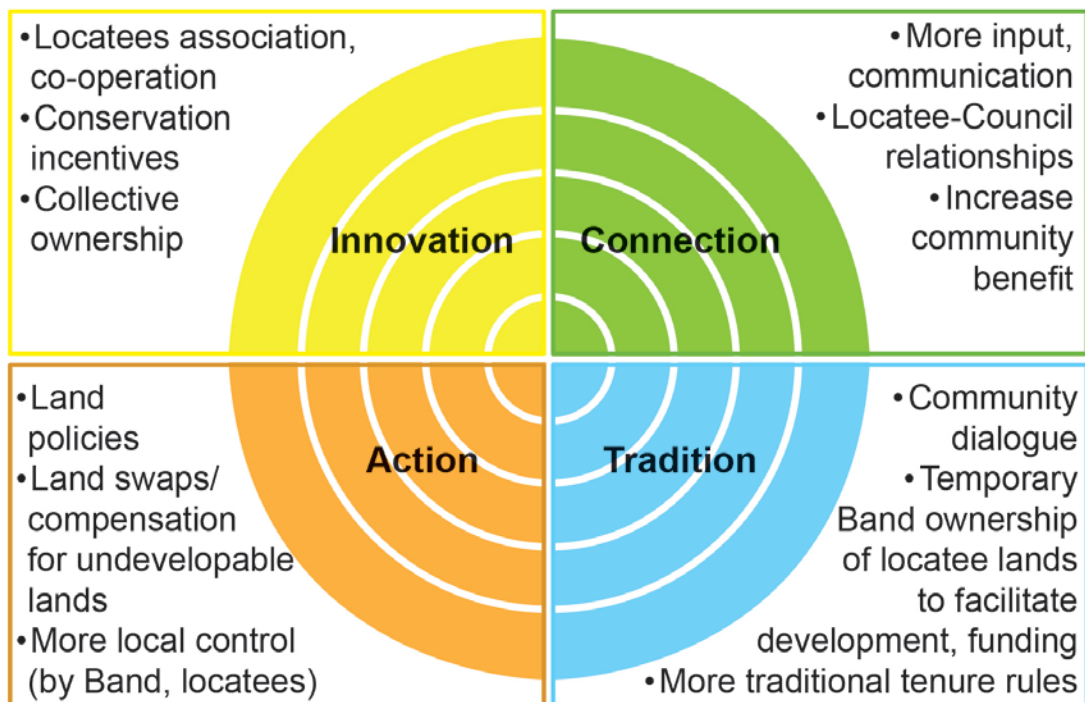 •Locatees association,
co-operation
•Conservation
incentives
•Collective
ownership
Innovation
•More input,
communication
•Locatee-Council
relationships
•Increase
community
benefit
Connection
•Land
policies
•Land swaps/
compensation
for undevelopable
lands
•More local control
(by Band, locatees)
Action
•Community
dialogue
•Temporary
Band ownership
of locatee lands
to facilitate
development, funding
•More traditional tenure rules
Tradition